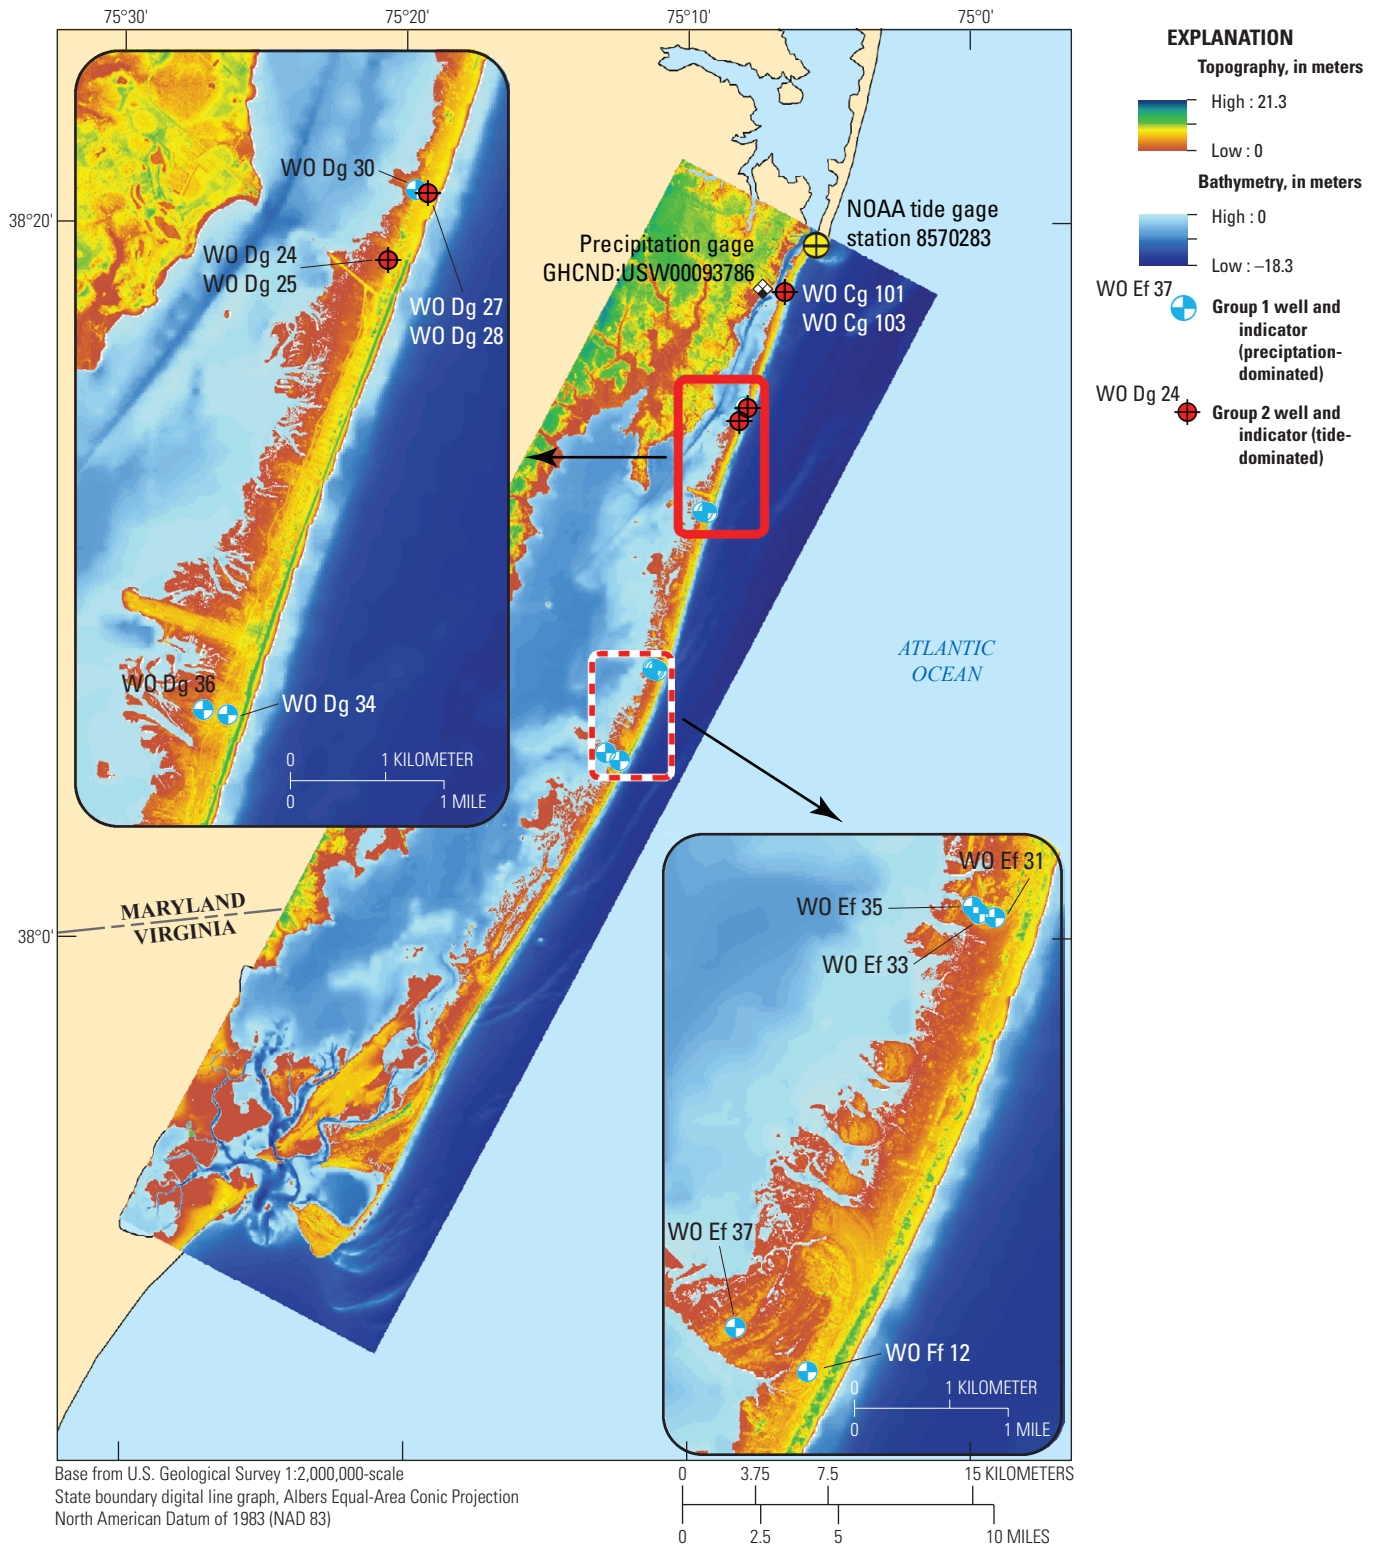 75°30'
75°20'
75°10'
75°0'
EXPLANATION
Topography, in meters
High : 21.3
Low : 0
Bathymetry, in meters
High : 0
Low : –18.3
WO Ef 37
Group 1 well and
indicator
(preciptation-
dominated)
WO Dg 24
Group 2 well and
indicator (tide-
dominated)
38°20'
38°0'
WO Dg 30
WO Dg 24
WO Dg 25
WO Dg 27
WO Dg 28
WO Dg 36
WO Dg 34
0
1 KILOMETER
0
1 MILE
NOAA tide gage
station 8570283
Precipitation gage
GHCND:USW00093786
WO Cg 101
WO Cg 103
ATLANTIC
OCEAN
MARYLAND
VIRGINIA
WO Ef 31
WO Ef 35
WO Ef 33
WO Ef 37
WO Ff 12
0
1 KILOMETER
0
1 MILE
Base from U.S. Geological Survey 1:2,000,000-scale
State boundary digital line graph, Albers Equal-Area Conic Projection
North American Datum of 1983 (NAD 83)
0 3.75 7.5 15 KILOMETERS
0 2.5 5 10 MILES